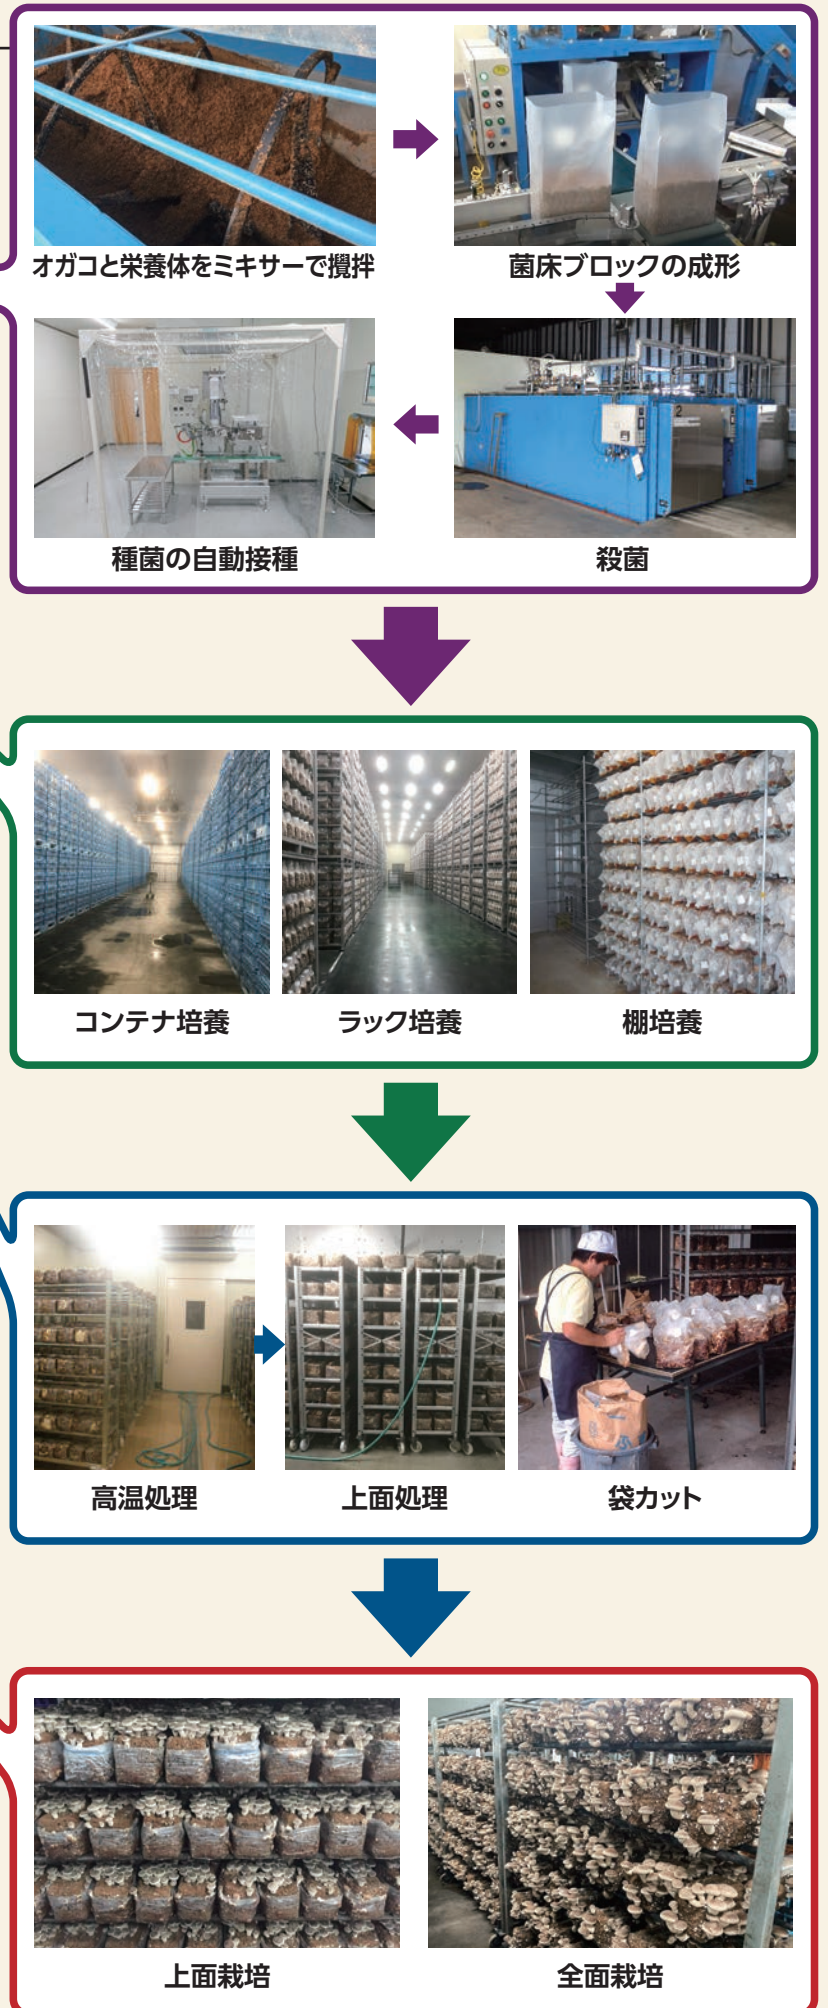 オガコと栄養体をミキサーで攪拌
菌床ブロックの成形
種菌の自動接種
殺菌
コンテナ培養
ラック培養
棚培養
高温処理
上面処理
袋カット
上面栽培
全面栽培